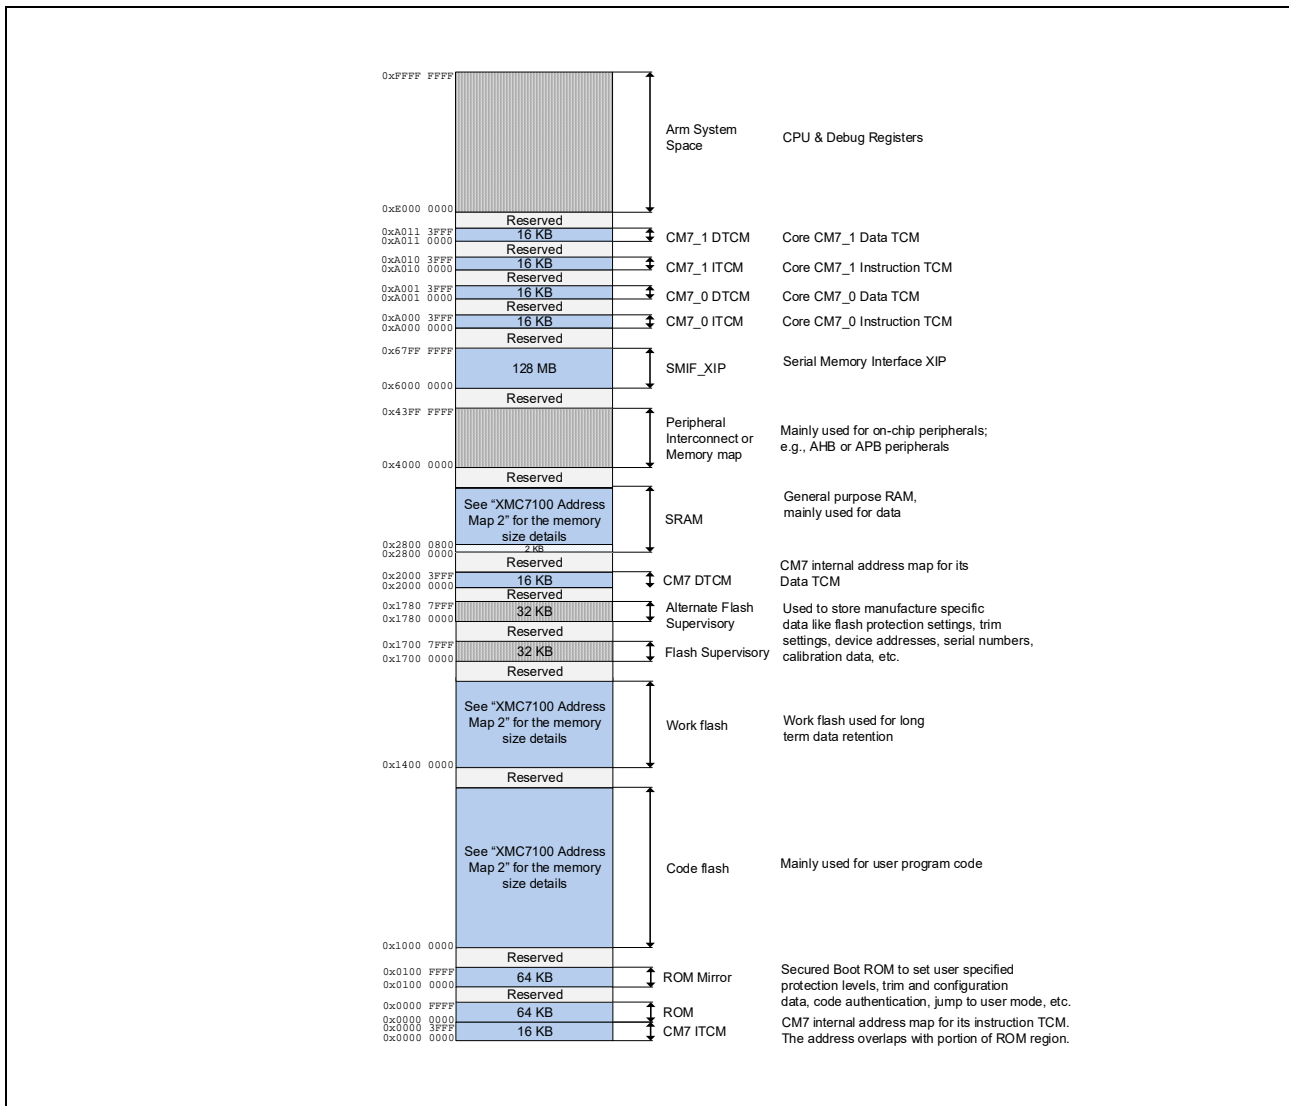 0xFFFF FFFF
Arm System
Space
CPU & Debug Registers
0xE000 0000
Reserved
0xA011 3FFF
0xA011 0000
16 KB
CM7_1 DTCM
Core CM7_1 Data TCM
Reserved
0xA010 3FFF
0xA010 0000
16 KB
CM7_1 ITCM
Core CM7_1 Instruction TCM
Reserved
0xA001 3FFF
0xA001 0000
16 KB
CM7_0 DTCM
Core CM7_0 Data TCM
Reserved
0xA000 3FFF
0xA000 0000
16 KB
CM7_0 ITCM
Core CM7_0 Instruction TCM
Reserved
0x67FF FFFF
128 MB
SMIF_XIP
Serial Memory Interface XIP
0x6000 0000
Reserved
0x43FF FFFF
Peripheral
Interconnect or
Memory map
Mainly used for on-chip peripherals;
e.g., AHB or APB peripherals
0x4000 0000
Reserved
See “XMC7100 Address
Map 2” for the memory
size details
SRAM
General purpose RAM,
mainly used for data
0x2800 0800
2 KB
0x2800 0000
Reserved
0x2000 3FFF
0x2000 0000
16 KB
CM7 DTCM
CM7 internal address map for its
Data TCM
Reserved
0x1780 7FFF
0x1780 0000
32 KB
Alternate Flash
Supervisory
Used to store manufacture specific
data like flash protection settings, trim
settings, device addresses, serial numbers,
calibration data, etc.
Reserved
0x1700 7FFF
0x1700 0000
32 KB
Flash Supervisory
Reserved
See “XMC7100 Address
Map 2” for the memory
size details
Work flash
Work flash used for long
term data retention
0x1400 0000
Reserved
See “XMC7100 Address
Map 2” for the memory
size details
Code flash
Mainly used for user program code
0x1000 0000
Reserved
0x0100 FFFF
0x0100 0000
64 KB
ROM Mirror
Secured Boot ROM to set user specified
protection levels, trim and configuration
data, code authentication, jump to user mode, etc.
Reserved
0x0000 FFFF
0x0000 0000
64 KB
ROM
0x0000 3FFF
0x0000 0000
16 KB
CM7 ITCM
CM7 internal address map for its instruction TCM.
The address overlaps with portion of ROM region.